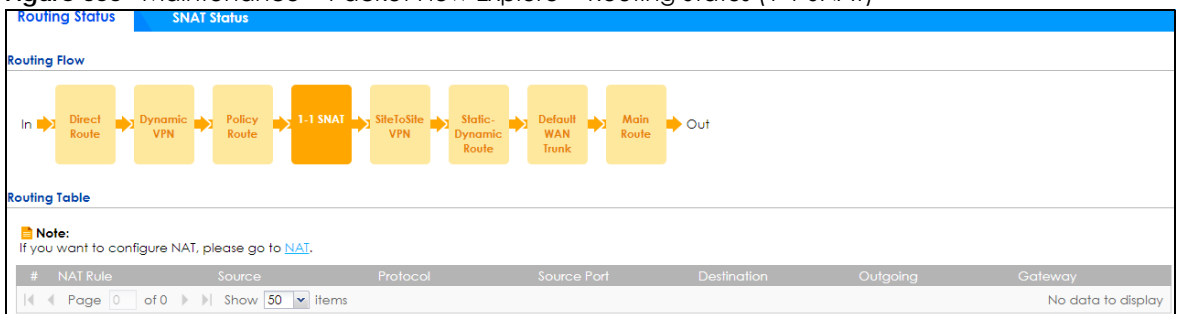 Routing Status SNAT Status
Routing Flow
In Direct Route Dynamic VPN Policy Route 1-1 SNAT SiteToSite VPN Static-Dynamic Route Default WAN Trunk Main Route Out
Routing Table
Note:
If you want to configure NAT, please go to NAT.
# NAT Rule Source Protocol Source Port Destination Outgoing Gateway
Page 0 of 0 Show 50 items No data to display